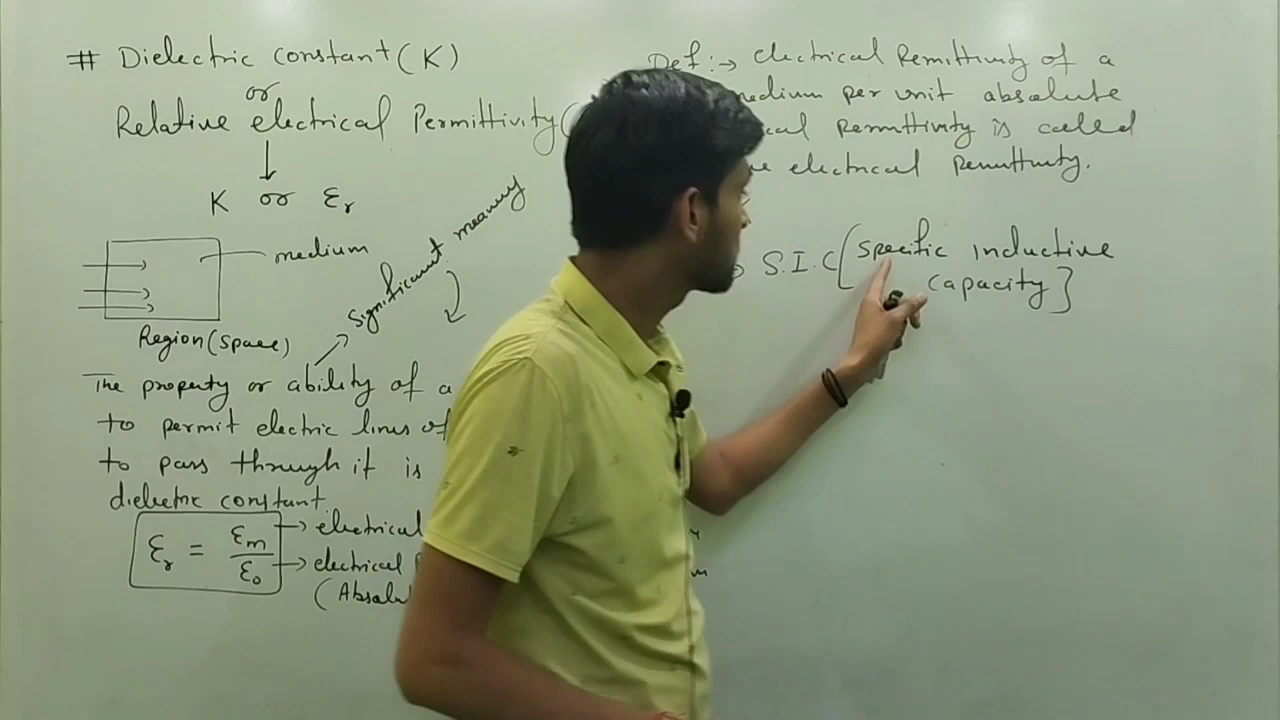 # Dielectric constant (K)
or
Relative electrical Permittivity (
K or εr
medium
Region (space)
significant meaning
The property or ability of a
to permit electric lines of
to pass through it is
dielectric constant.
εr = εm/ε0
electrical
electrical
(Absolu
Def :→ electrical Permittivity of a
medium per unit absolute
cal Permittivity is called
electrical Permittivity.
S.I.C [specific inductive
capacity]